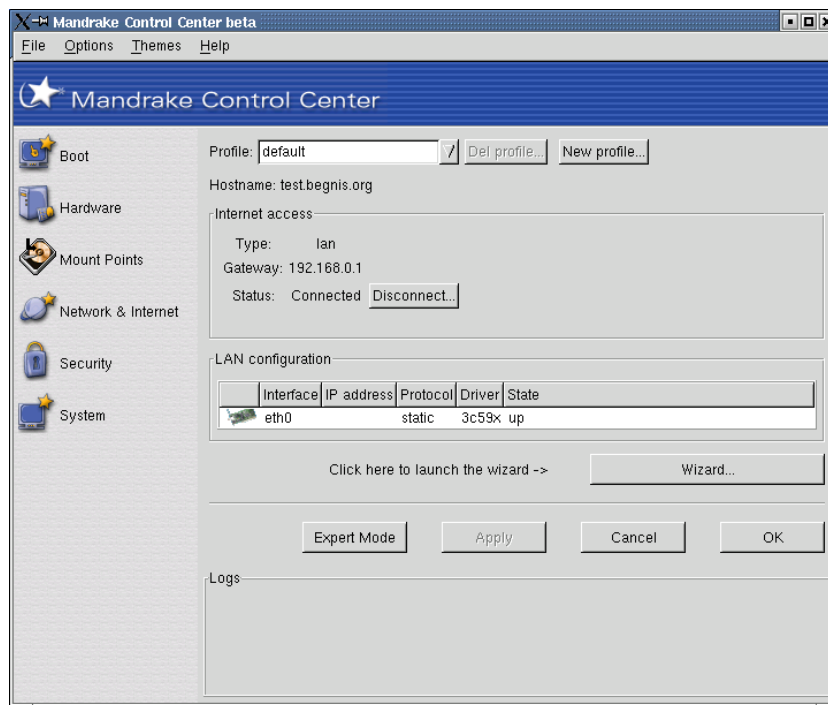 Mandrake Control Center beta
File Options Themes Help
Mandrake Control Center
Boot
Hardware
Mount Points
Network & Internet
Security
System
Profile: default Del profile... New profile...
Hostname: test.begnis.org
Internet access
Type: lan
Gateway: 192.168.0.1
Status: Connected Disconnect...
LAN configuration
Interface IP address Protocol Driver State
eth0 static 3c59x up
Click here to launch the wizard -> Wizard...
Expert Mode Apply Cancel OK
Logs